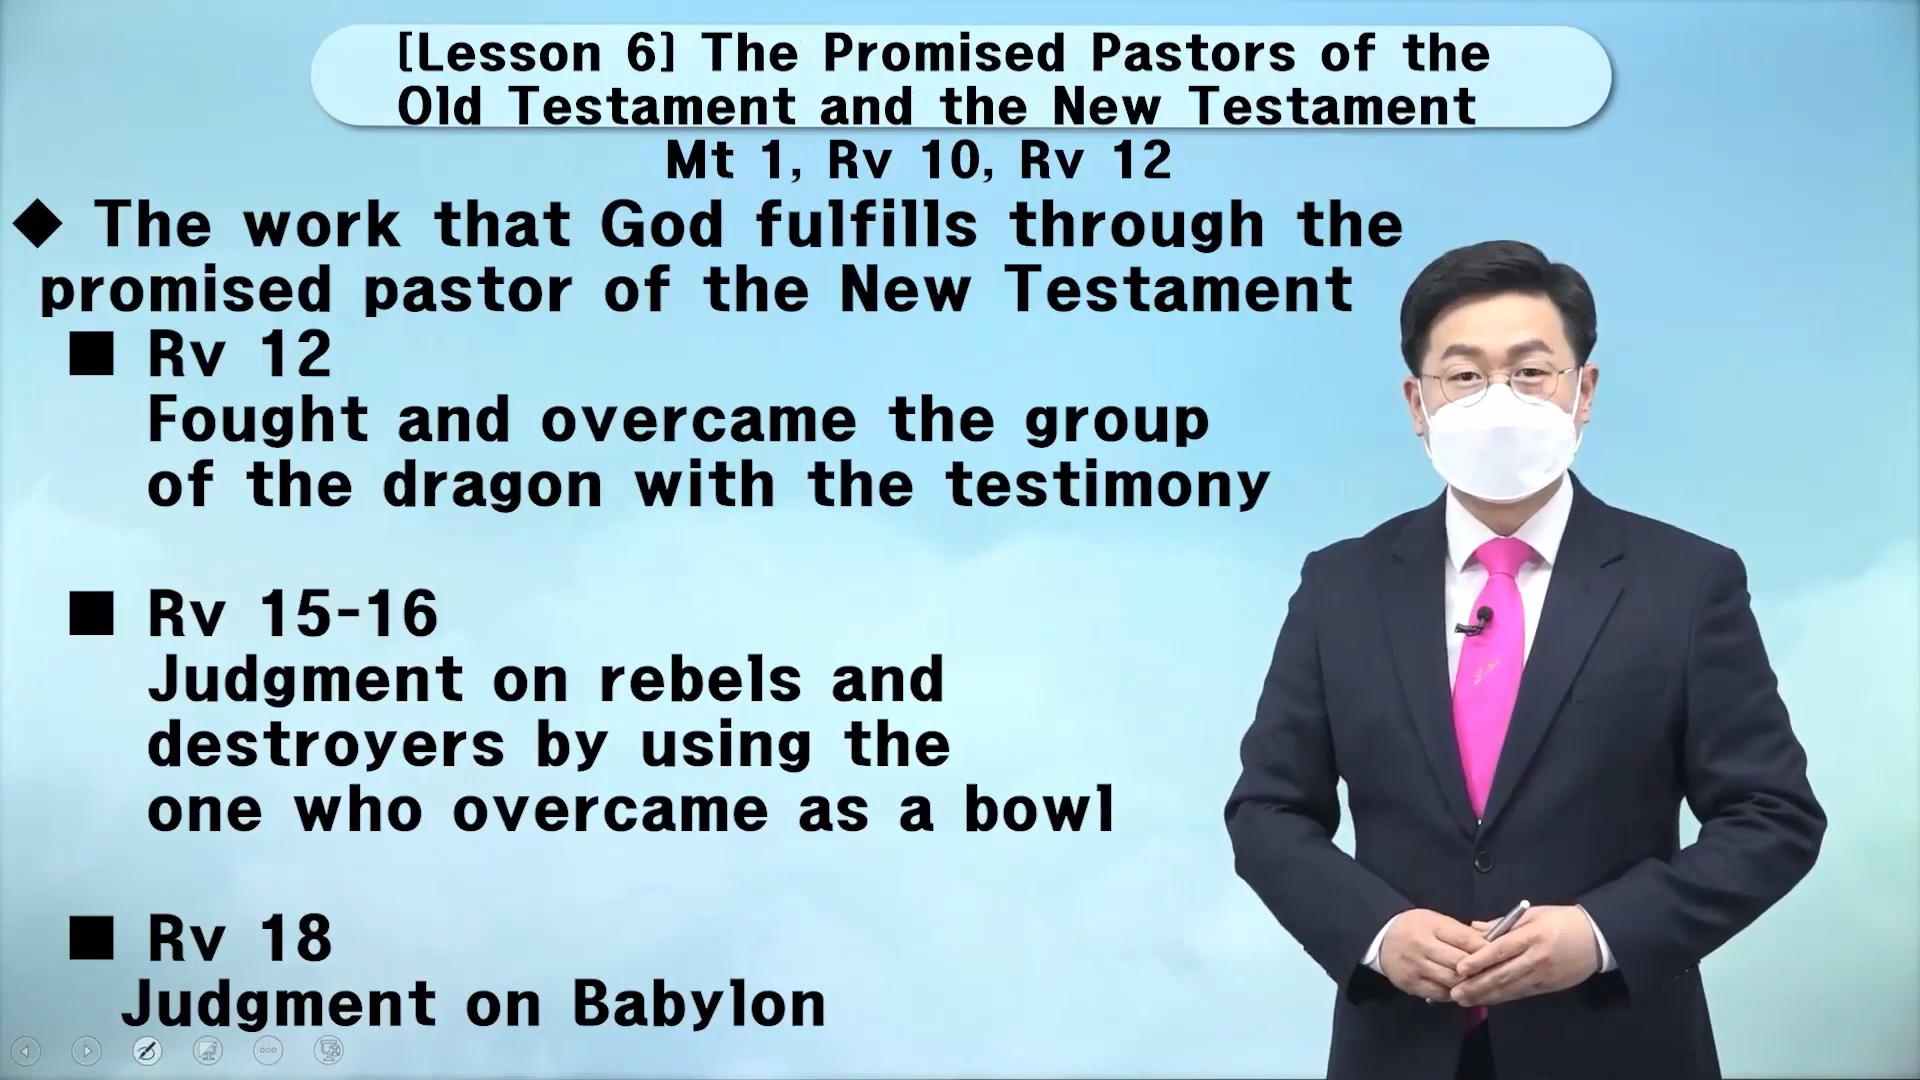 [Lesson 6] The Promised Pastors of the
Old Testament and the New Testament
Mt 1, Rv 10, Rv 12
◆ The work that God fulfills through the
promised pastor of the New Testament
■ Rv 12
Fought and overcame the group
of the dragon with the testimony
■ Rv 15-16
Judgment on rebels and
destroyers by using the
one who overcame as a bowl
■ Rv 18
Judgment on Babylon